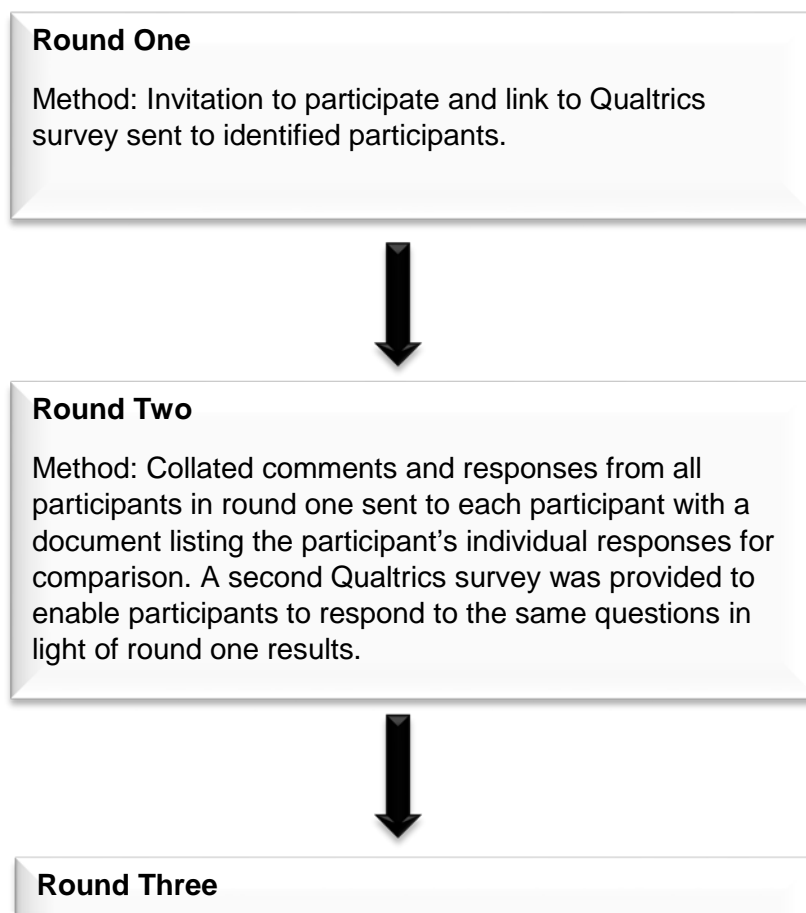 Round One
Method: Invitation to participate and link to Qualtrics
survey sent to identified participants.
Round Two
Method: Collated comments and responses from all
participants in round one sent to each participant with a
document listing the participant’s individual responses for
comparison. A second Qualtrics survey was provided to
enable participants to respond to the same questions in
light of round one results.
Round Three